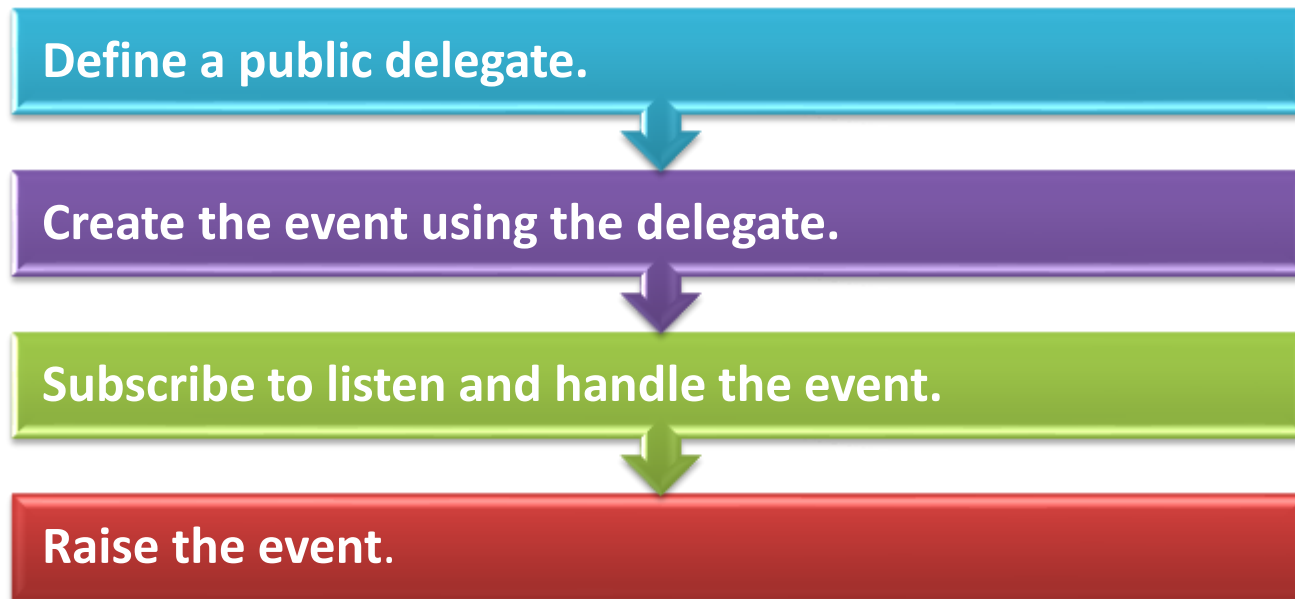 Define a public delegate.
Create the event using the delegate.
Subscribe to listen and handle the event.
Raise the event.